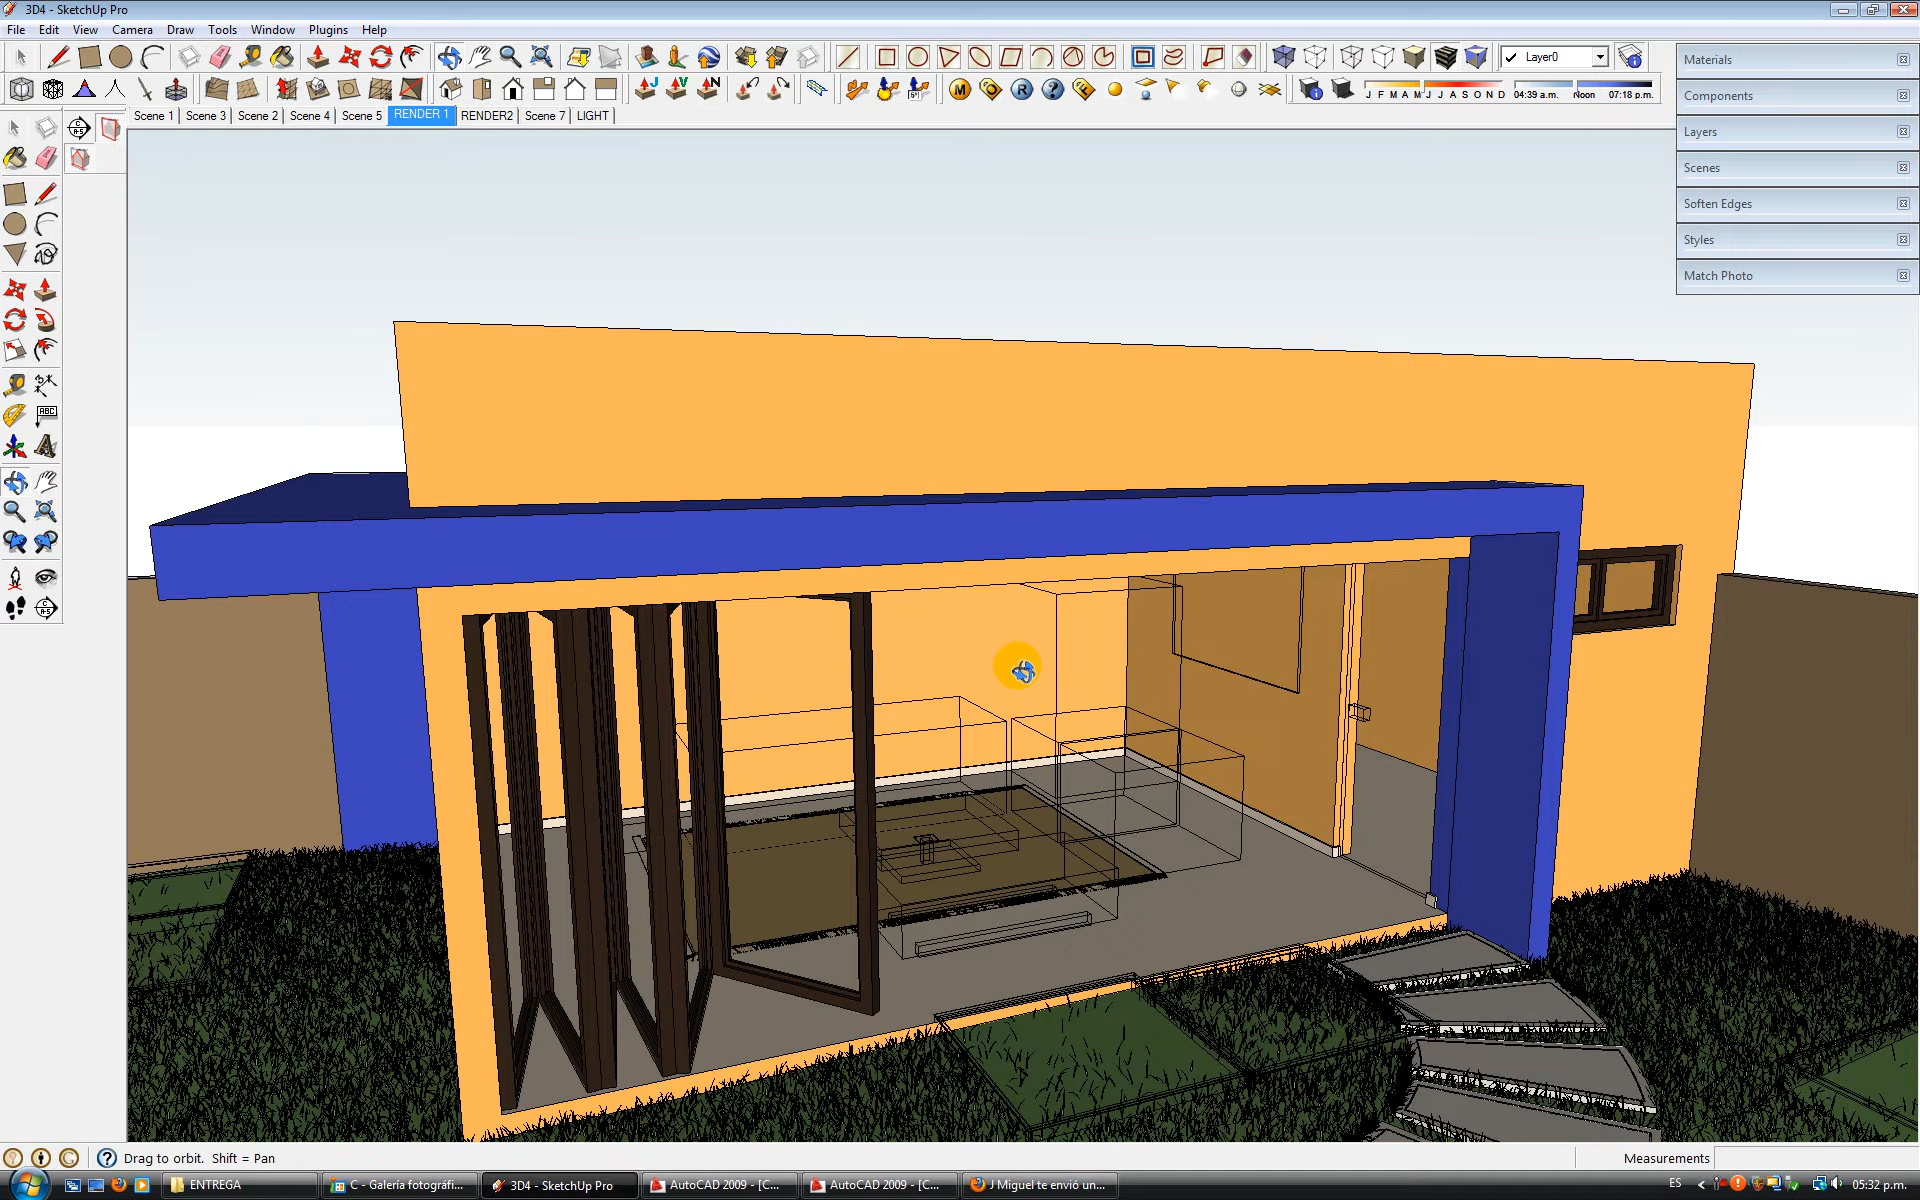 3D4 - SketchUp Pro
File Edit View Camera Draw Tools Window Plugins Help
Layer0
J F M A M J J A S O N D 04:39 a.m. Noon 07:18 p.m.
Scene 1 Scene 3 Scene 2 Scene 4 Scene 5 RENDER 1 RENDER2 Scene 7 LIGHT
Materials
Components
Layers
Scenes
Soften Edges
Styles
Match Photo
ABC
Drag to orbit. Shift = Pan
Measurements
ENTREGA
C - Galería fotográfi...
3D4 - SketchUp Pro
AutoCAD 2009 - [C...
AutoCAD 2009 - [C...
J Miguel te envió un...
ES
05:32 p.m.